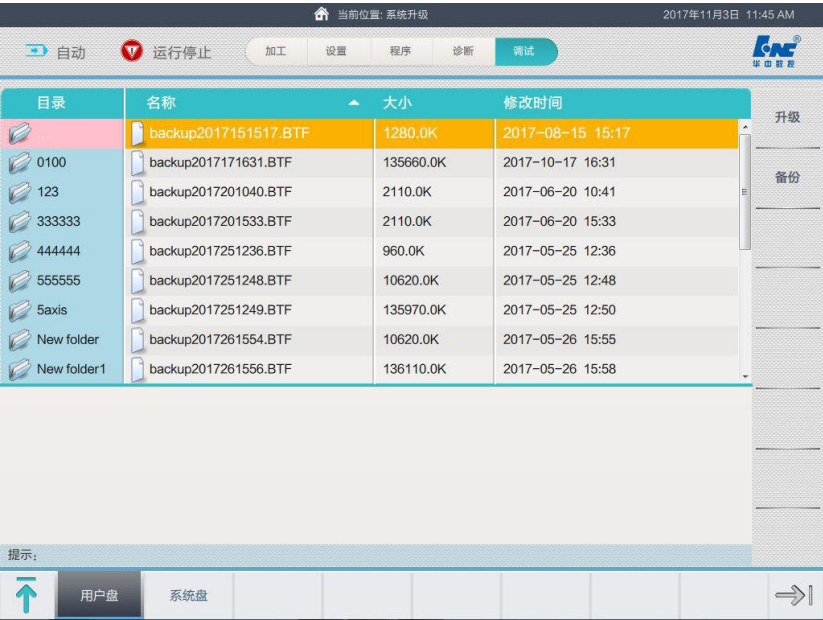 当前位置: 系统升级 2017年11月3日 11:45 AM
自动 运行停止 加工 设置 程序 诊断 调试 HNC® 华中数控
目录 名称 大小 修改时间 升级
.. backup2017151517.BTF 1280.0K 2017-08-15 15:17
0100 backup2017171631.BTF 135660.0K 2017-10-17 16:31 备份
123 backup2017201040.BTF 2110.0K 2017-06-20 10:41
333333 backup2017201533.BTF 2110.0K 2017-06-20 15:33
444444 backup2017251236.BTF 960.0K 2017-05-25 12:36
555555 backup2017251248.BTF 10620.0K 2017-05-25 12:48
5axis backup2017251249.BTF 135970.0K 2017-05-25 12:50
New folder backup2017261554.BTF 10620.0K 2017-05-26 15:55
New folder1 backup2017261556.BTF 136110.0K 2017-05-26 15:58
提示:
用户盘 系统盘